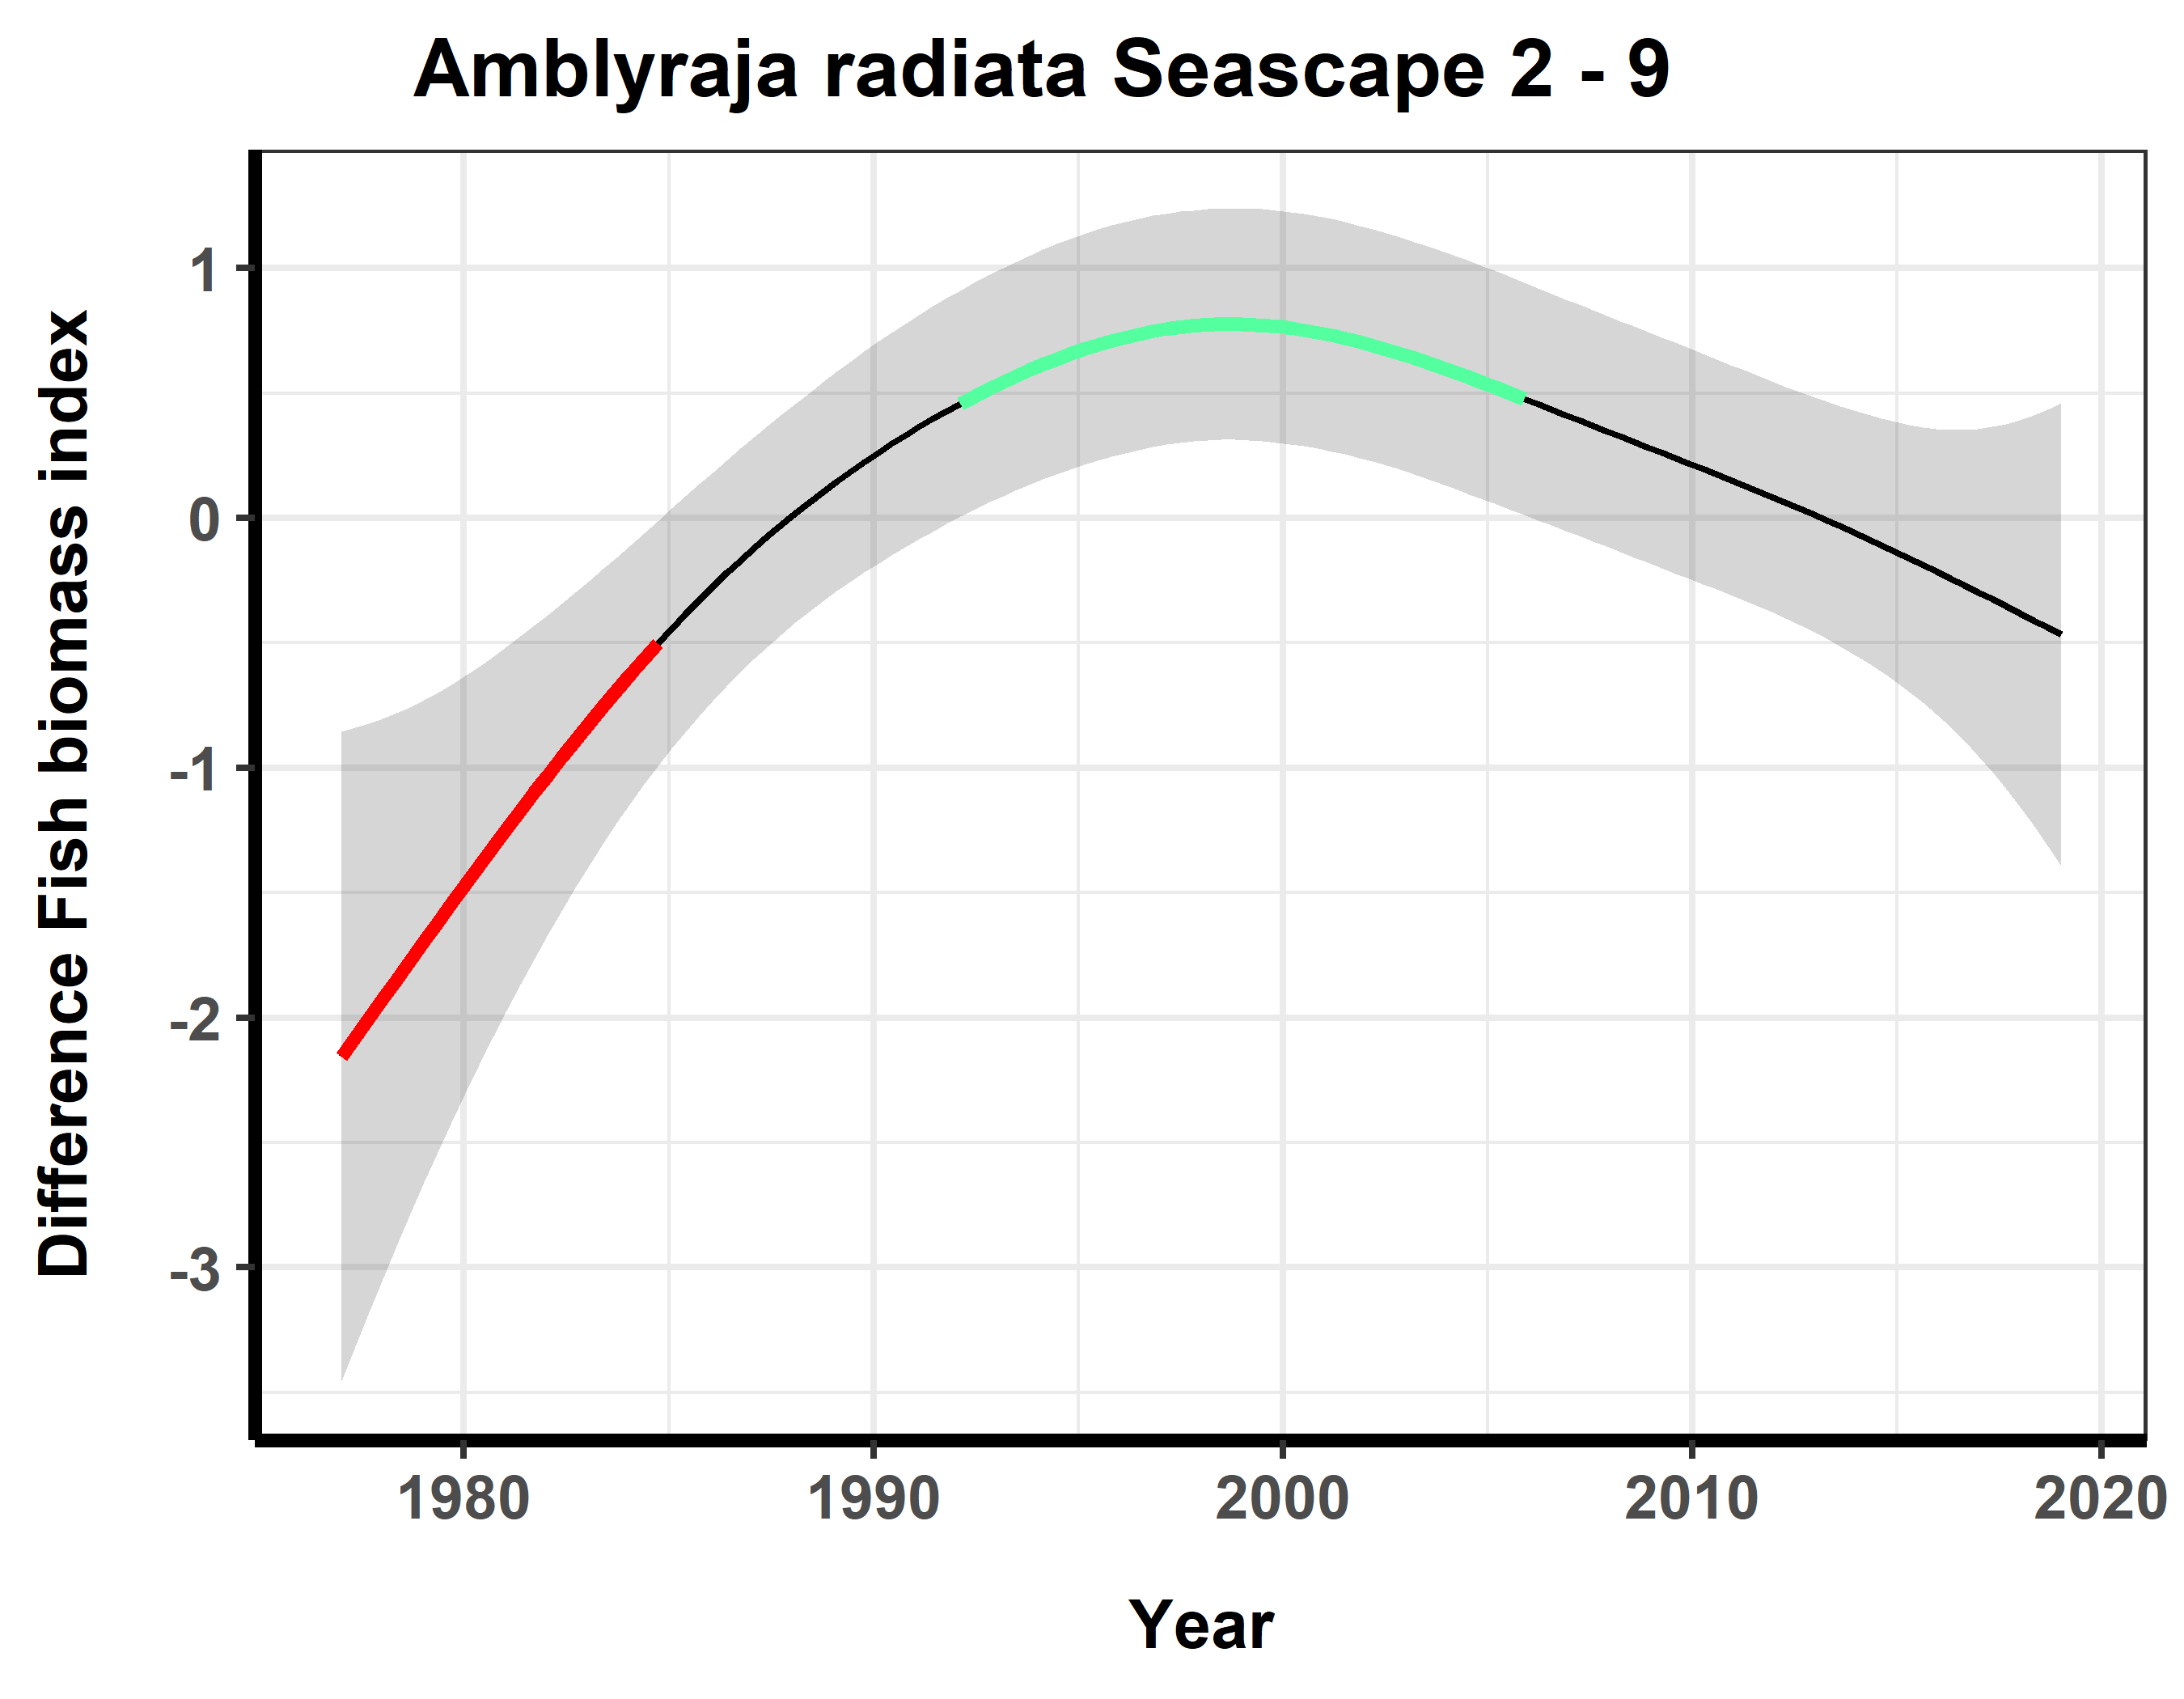 Amblyraja radiata Seascape 2 - 9
Difference Fish biomass index
1
0
-1
-2
-3
1980 1990 2000 2010 2020
Year